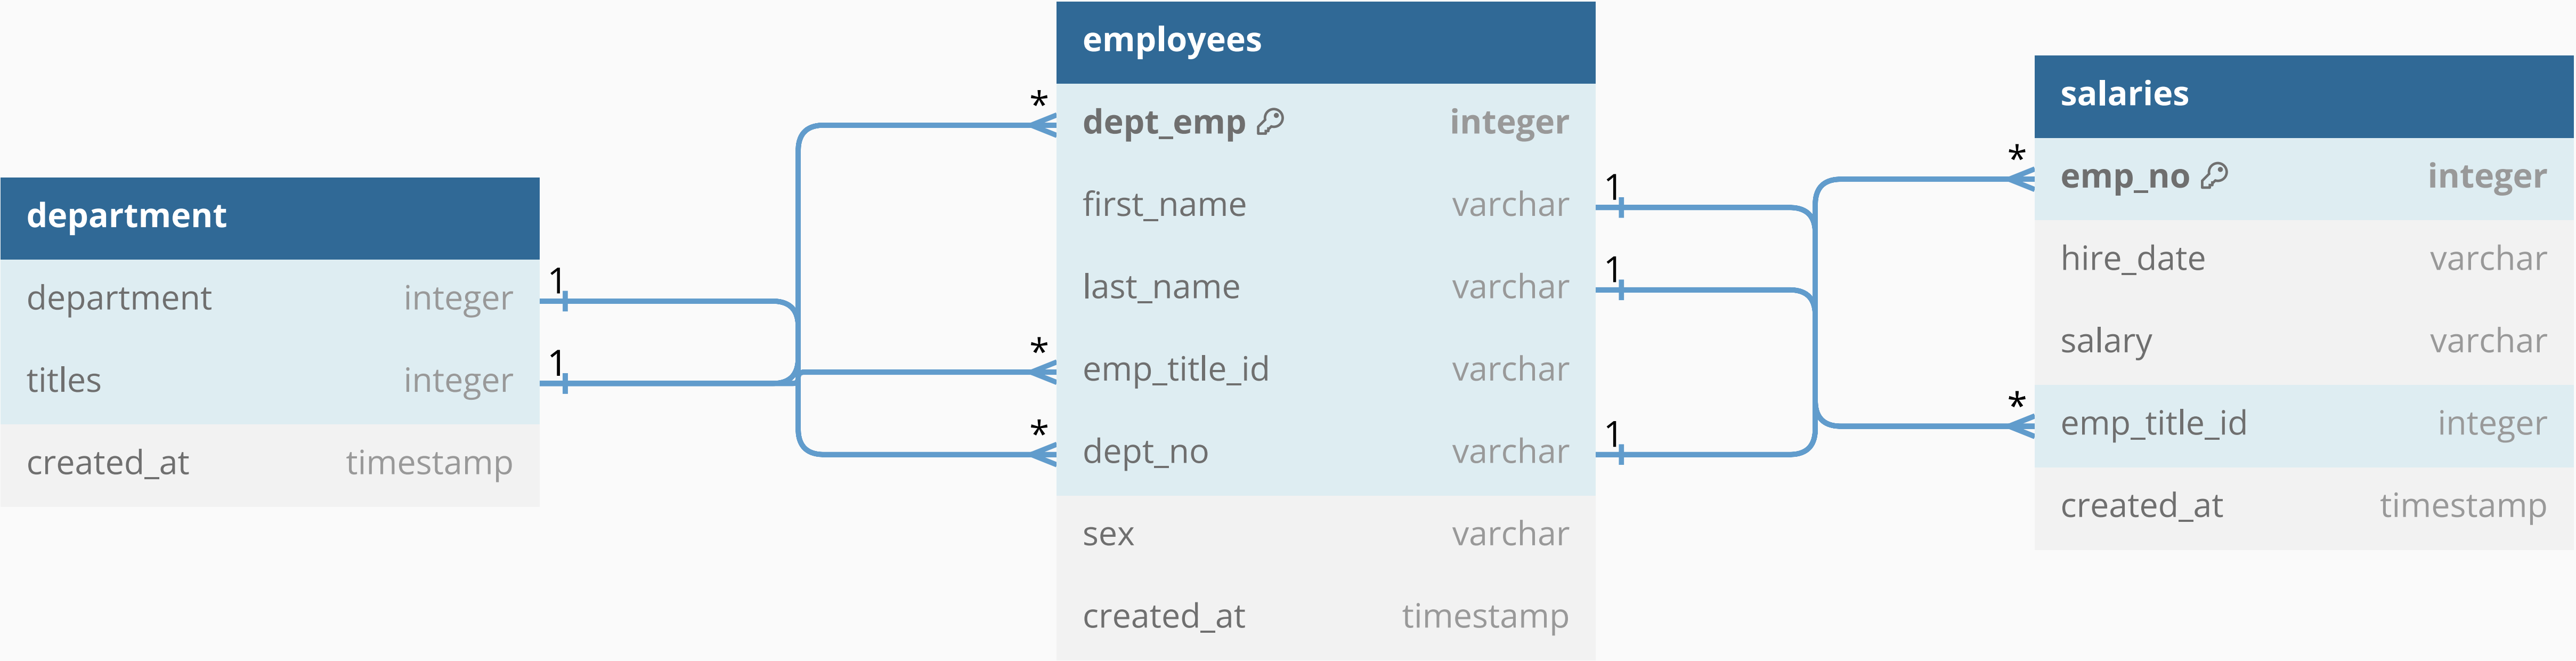 department
department integer
titles integer
created_at timestamp
1
1
*
*
*
employees
dept_emp integer
first_name varchar
last_name varchar
emp_title_id varchar
dept_no varchar
sex varchar
created_at timestamp
1
1
1
*
*
salaries
emp_no integer
hire_date varchar
salary varchar
emp_title_id integer
created_at timestamp